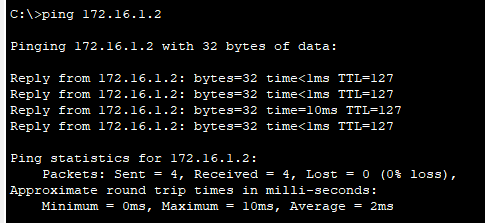 C:\>ping 172.16.1.2
Pinging 172.16.1.2 with 32 bytes of data:
Reply from 172.16.1.2: bytes=32 time<1ms TTL=127
Reply from 172.16.1.2: bytes=32 time<1ms TTL=127
Reply from 172.16.1.2: bytes=32 time=10ms TTL=127
Reply from 172.16.1.2: bytes=32 time<1ms TTL=127
Ping statistics for 172.16.1.2:
    Packets: Sent = 4, Received = 4, Lost = 0 (0% loss),
Approximate round trip times in milli-seconds:
    Minimum = 0ms, Maximum = 10ms, Average = 2ms